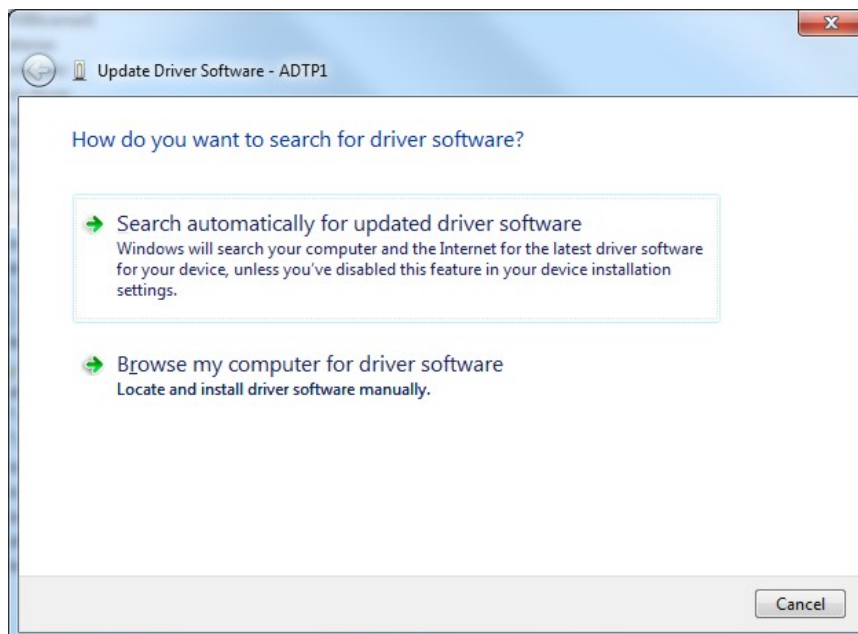 Update Driver Software - ADTP1
How do you want to search for driver software?
Search automatically for updated driver software
Windows will search your computer and the Internet for the latest driver software
for your device, unless you've disabled this feature in your device installation
settings.
Browse my computer for driver software
Locate and install driver software manually.
Cancel